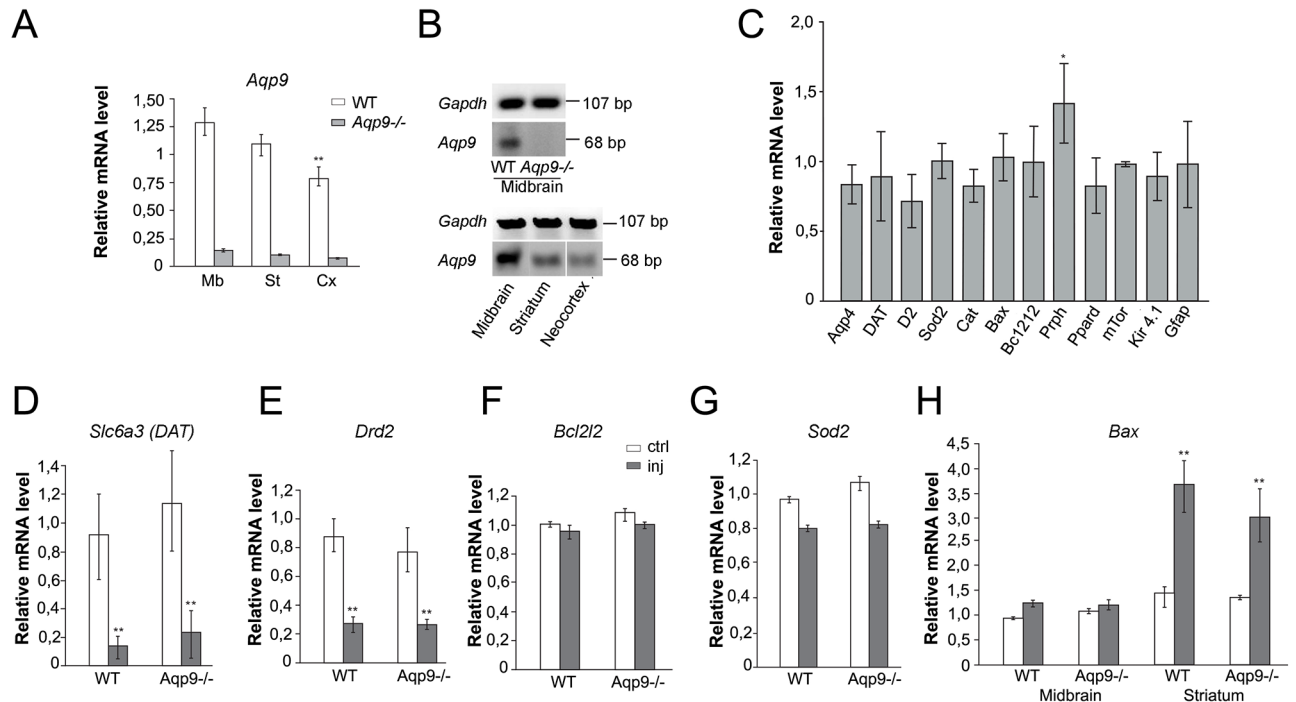 A
Aqp9
Relative mRNA level
1,50
1,25
1
0,75
0,50
0,25
0
WT
Aqp9-/-
**
Mb St Cx
B
Gapdh 107 bp
Aqp9 68 bp
WT Aqp9-/-
Midbrain
Gapdh 107 bp
Aqp9 68 bp
Midbrain
Striatum
Neocortex
C
Relative mRNA level
2,0
1,5
1,0
0,5
0
*
Aqp4
DAT
D2
Sod2
Cat
Bax
Bc1212
Prph
Ppard
mTor
Kir 4.1
Gfap
D
Slc6a3 (DAT)
Relative mRNA level
1,4
1,2
1,0
0,8
0,6
0,4
0,2
0
** **
WT Aqp9-/-
E
Drd2
Relative mRNA level
1,2
1,0
0,8
0,6
0,4
0,2
0
** **
WT Aqp9-/-
F
Bcl2l2
ctrl
inj
Relative mRNA level
1,2
1,0
0,8
0,6
0,4
0,2
0
WT Aqp9-/-
G
Sod2
Relative mRNA level
1,2
1,0
0,8
0,6
0,4
0,2
0
WT Aqp9-/-
H
Bax
Relative mRNA level
4,5
4,0
3,5
3,0
2,5
2,0
1,5
1,0
0,5
0
** **
WT Aqp9-/- WT Aqp9-/-
Midbrain Striatum